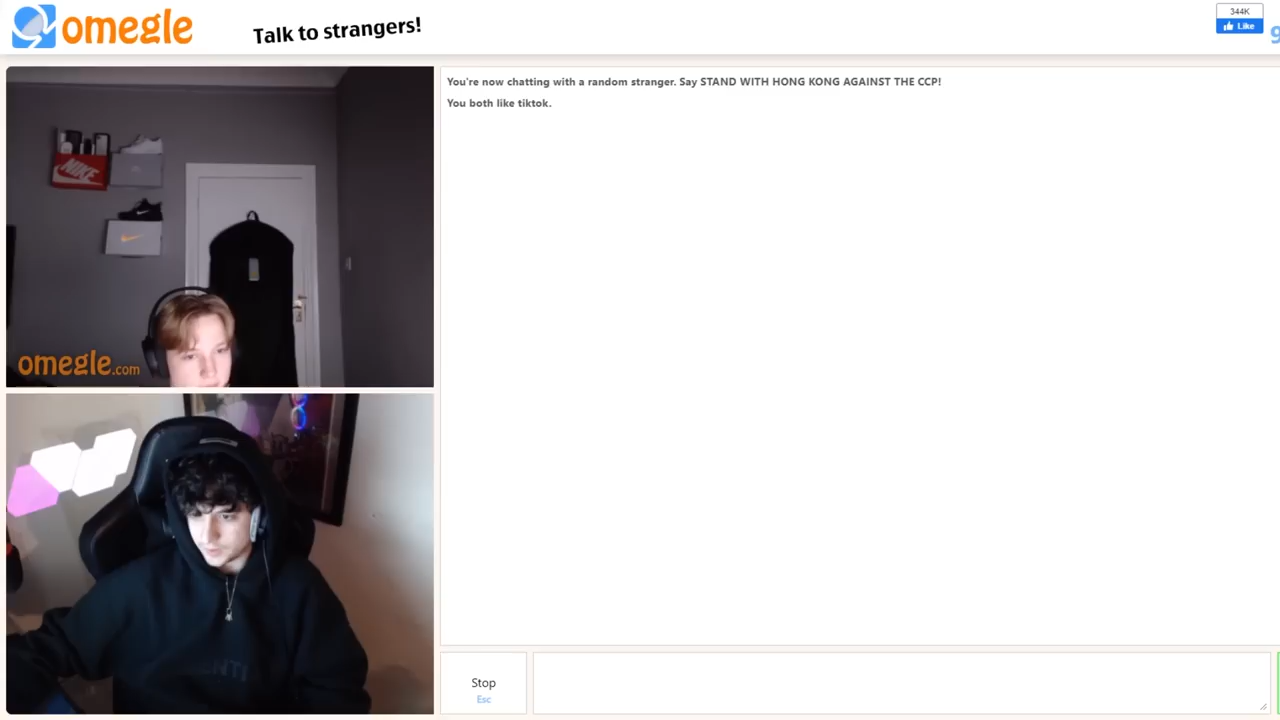 omegle
Talk to strangers!
344K
Like
You're now chatting with a random stranger. Say STAND WITH HONG KONG AGAINST THE CCP!
You both like tiktok.
NIKE
omegle.com
Stop
Esc